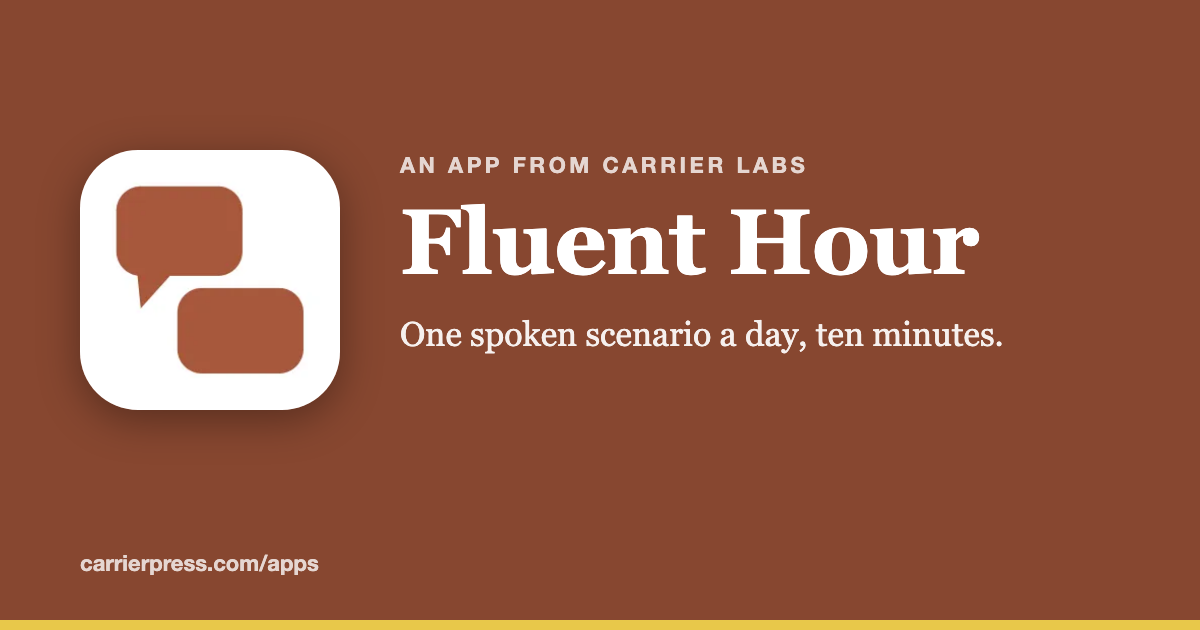 AN APP FROM CARRIER LABS
Fluent Hour
One spoken scenario a day, ten minutes.
carrierpress.com/apps